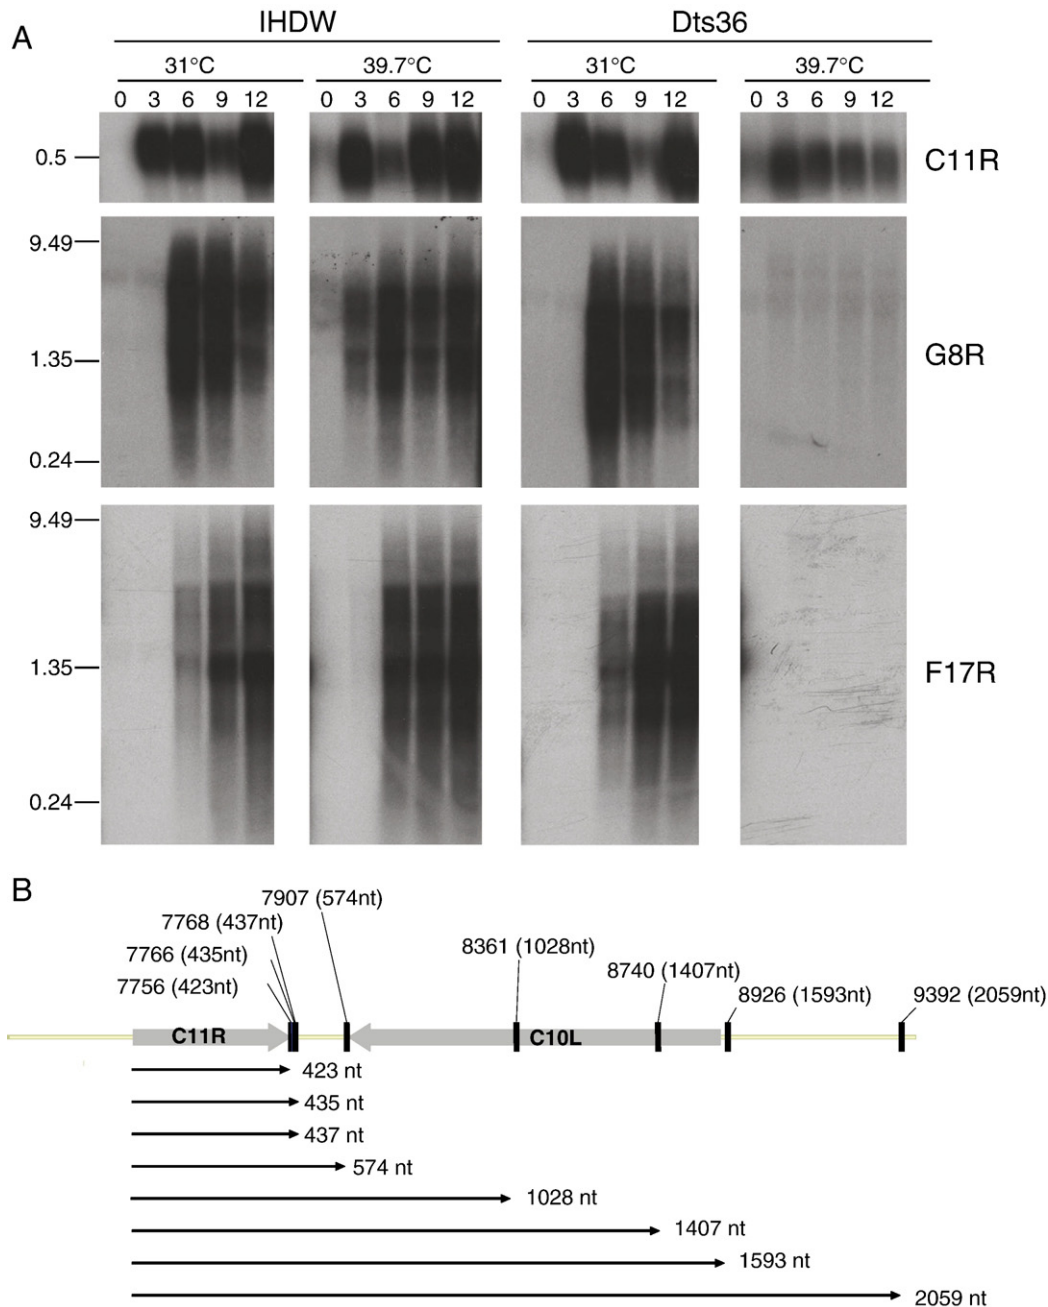 A
IHDW Dts36
31°C 39.7°C 31°C 39.7°C
0 3 6 9 12 0 3 6 9 12 0 3 6 9 12 0 3 6 9 12
0.5 C11R
9.49
1.35 G8R
0.24
9.49
1.35 F17R
0.24
B
7907 (574nt)
7768 (437nt)
7766 (435nt)
7756 (423nt)
8361 (1028nt)
8740 (1407nt)
8926 (1593nt)
9392 (2059nt)
C11R C10L
423 nt
435 nt
437 nt
574 nt
1028 nt
1407 nt
1593 nt
2059 nt